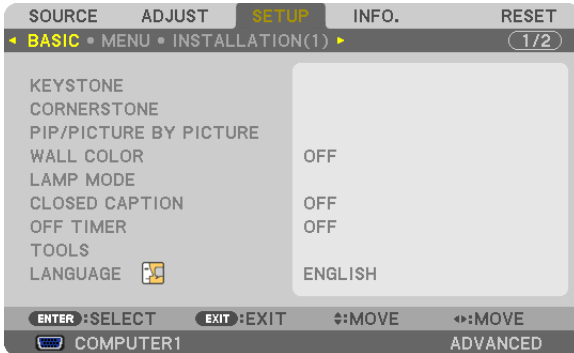 SOURCE ADJUST SETUP INFO. RESET
BASIC • MENU • INSTALLATION(1) 1/2
KEYSTONE
CORNERSTONE
PIP/PICTURE BY PICTURE
WALL COLOR OFF
LAMP MODE
CLOSED CAPTION OFF
OFF TIMER OFF
TOOLS
LANGUAGE ENGLISH
ENTER :SELECT EXIT :EXIT :MOVE :MOVE
COMPUTER1 ADVANCED